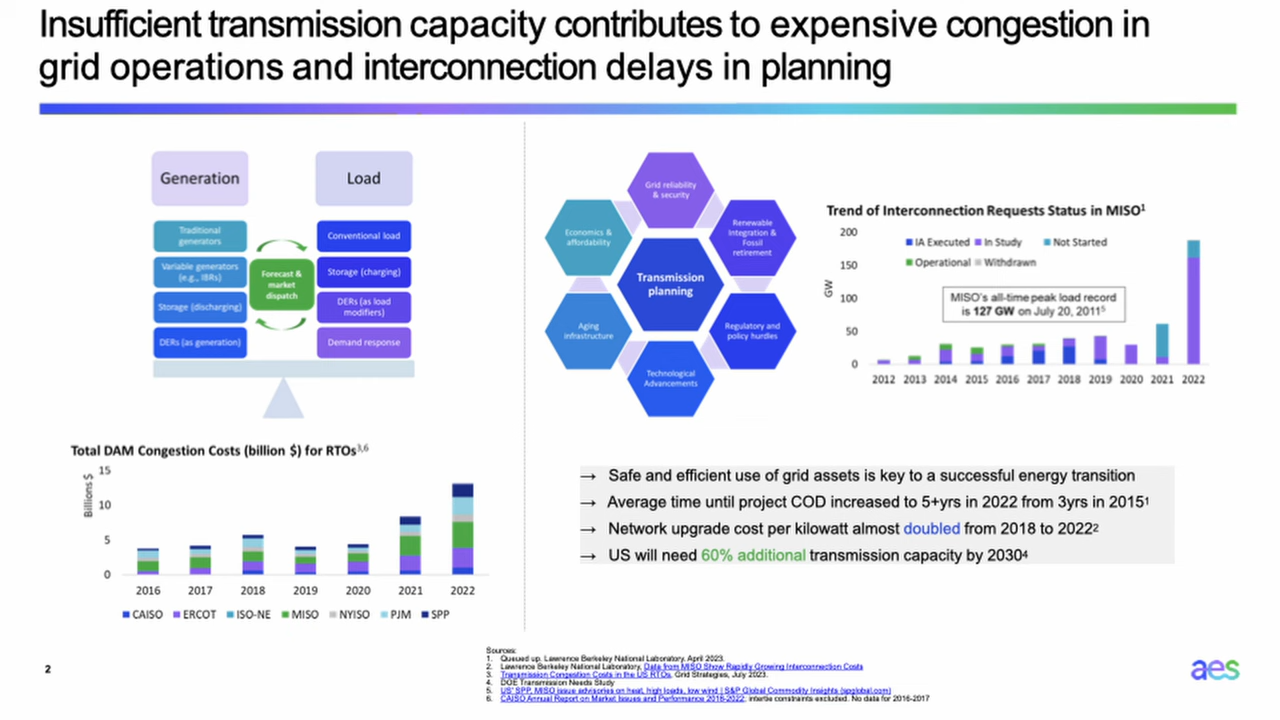 Insufficient transmission capacity contributes to expensive congestion in
grid operations and interconnection delays in planning
Generation
Load
Traditional
generators
Variable generators
(e.g., IBRs)
Storage (discharging)
DERs (as generation)
Forecast &
market
dispatch
Conventional load
Storage (charging)
DERs (as load
modifiers)
Demand response
Total DAM Congestion Costs (billion $) for RTOs3,6
Billions $
15
10
5
0
2016 2017 2018 2019 2020 2021 2022
CAISO ERCOT ISO-NE MISO NYISO PJM SPP
Grid reliability
& security
Renewable
Integration &
Fossil
retirement
Regulatory and
policy hurdles
Technological
Advancements
Aging
infrastructure
Economics &
affordability
Transmission
planning
Trend of Interconnection Requests Status in MISO1
GW
200
150
100
50
0
IA Executed In Study Not Started
Operational Withdrawn
MISO's all-time peak load record
is 127 GW on July 20, 20115
2012 2013 2014 2015 2016 2017 2018 2019 2020 2021 2022
→ Safe and efficient use of grid assets is key to a successful energy transition
→ Average time until project COD increased to 5+yrs in 2022 from 3yrs in 20151
→ Network upgrade cost per kilowatt almost doubled from 2018 to 20222
→ US will need 60% additional transmission capacity by 20304
Sources:
1. Queued up, Lawrence Berkeley National Laboratory, April 2023.
2. Lawrence Berkeley National Laboratory, Data from MISO Show Rapidly Growing Interconnection Costs
3. Transmission Congestion Costs in the US RTOs, Grid Strategies, July 2023.
4. DOE Transmission Needs Study
5. US' SPP, MISO issue advisories on heat, high loads, low wind | S&P Global Commodity Insights (spglobal.com)
6. CAISO Annual Report on Market Issues and Performance 2016-2022, intertie constraints excluded. No data for 2016-2017
2
aes